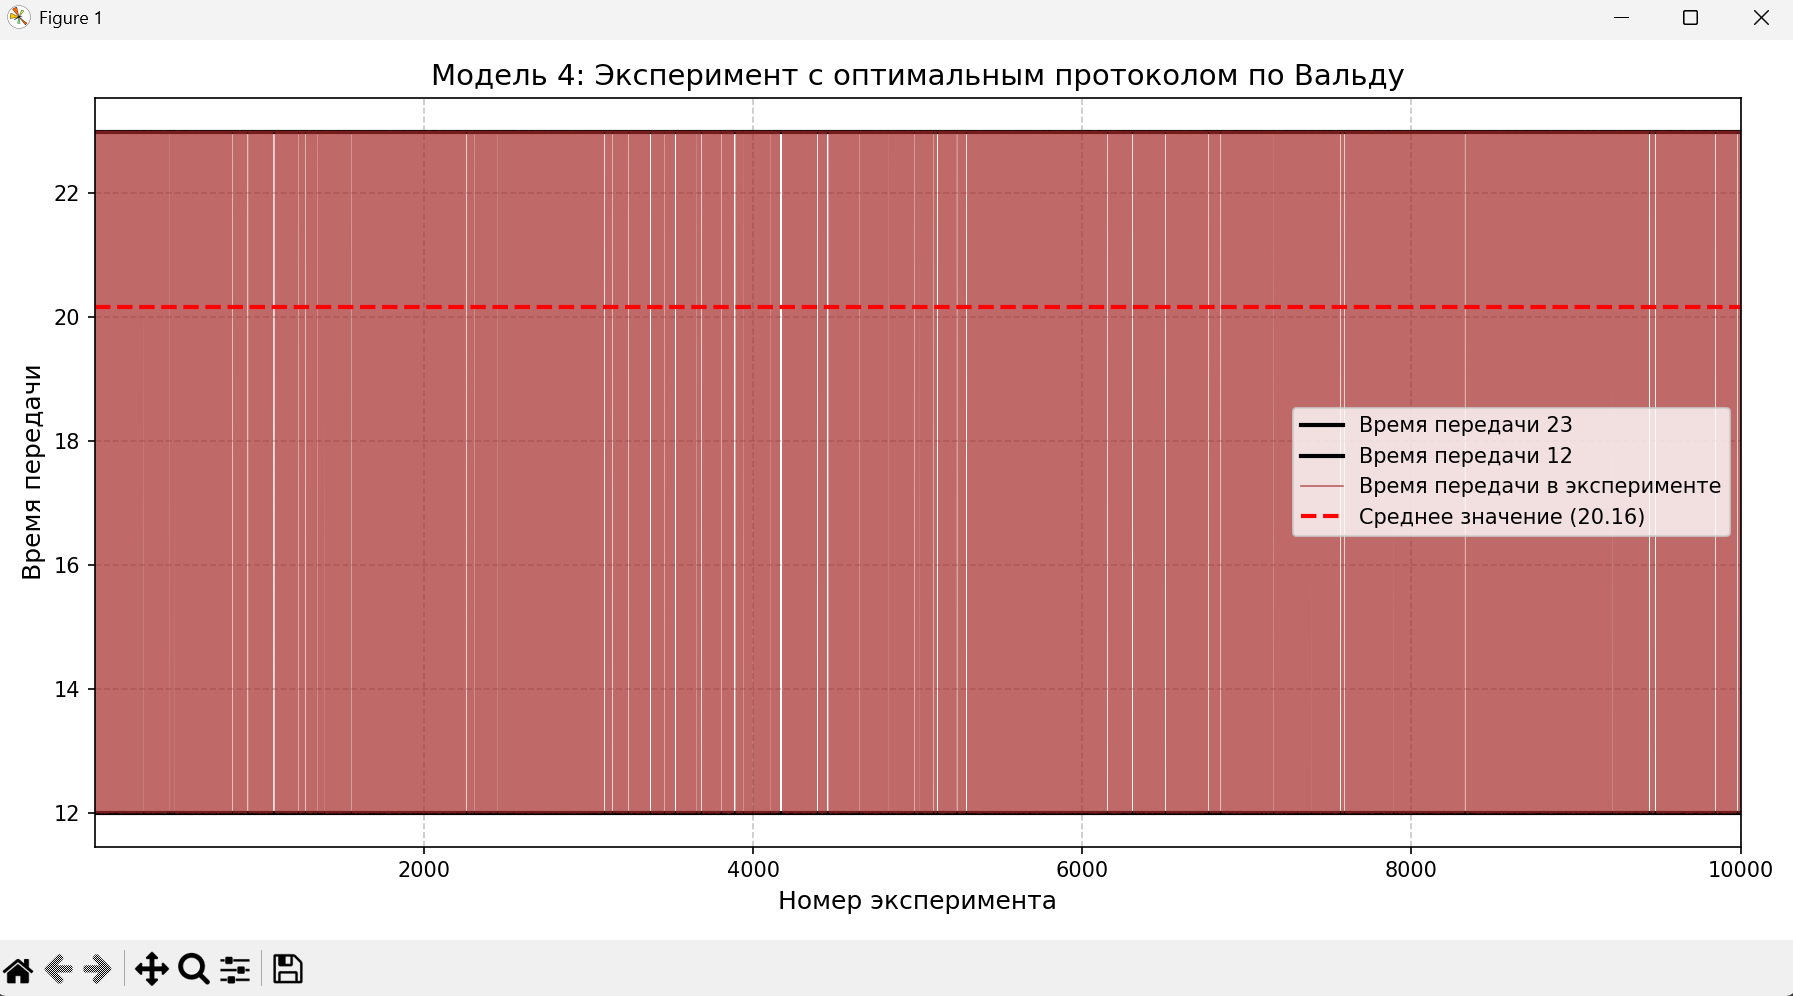 Figure 1
Модель 4: Эксперимент с оптимальным протоколом по Вальду
22
20
18
16
14
12
Время передачи
Время передачи 23
Время передачи 12
Время передачи в эксперименте
Среднее значение (20.16)
2000
4000
6000
8000
10000
Номер эксперимента